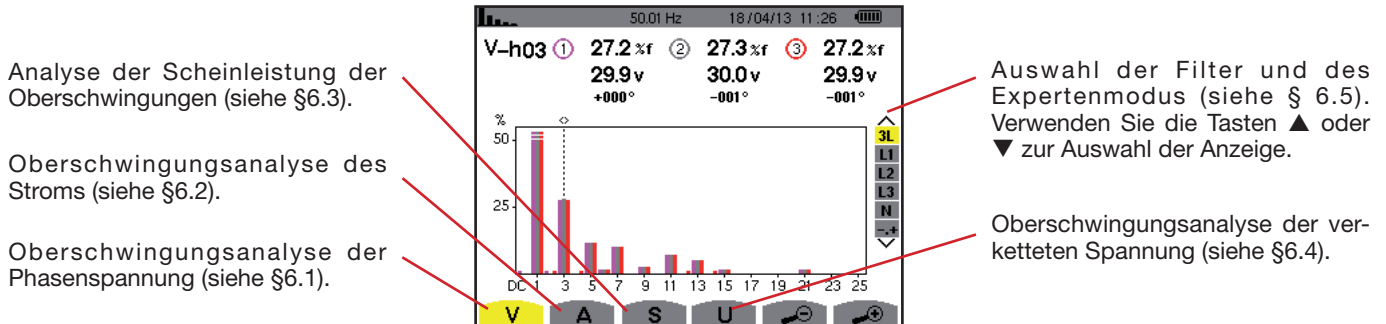 50.01 Hz 18/04/13 11:26
V-h03 1 27.2 %f 2 27.3 %f 3 27.2 %f
29.9 v 30.0 v 29.9 v
+000° -001° -001°
Analyse der Scheinleistung der
Oberschwingungen (siehe §6.3).
Oberschwingungsanalyse des
Stroms (siehe §6.2).
Oberschwingungsanalyse der
Phasenspannung (siehe §6.1).
%
50
25
DC 1 3 5 7 9 11 13 15 17 19 21 23 25
3L
L1
L2
L3
N
-.+
V A S U
Auswahl der Filter und des
Expertenmodus (siehe § 6.5).
Verwenden Sie die Tasten ▲ oder
▼ zur Auswahl der Anzeige.
Oberschwingungsanalyse der ver-
ketteten Spannung (siehe §6.4).